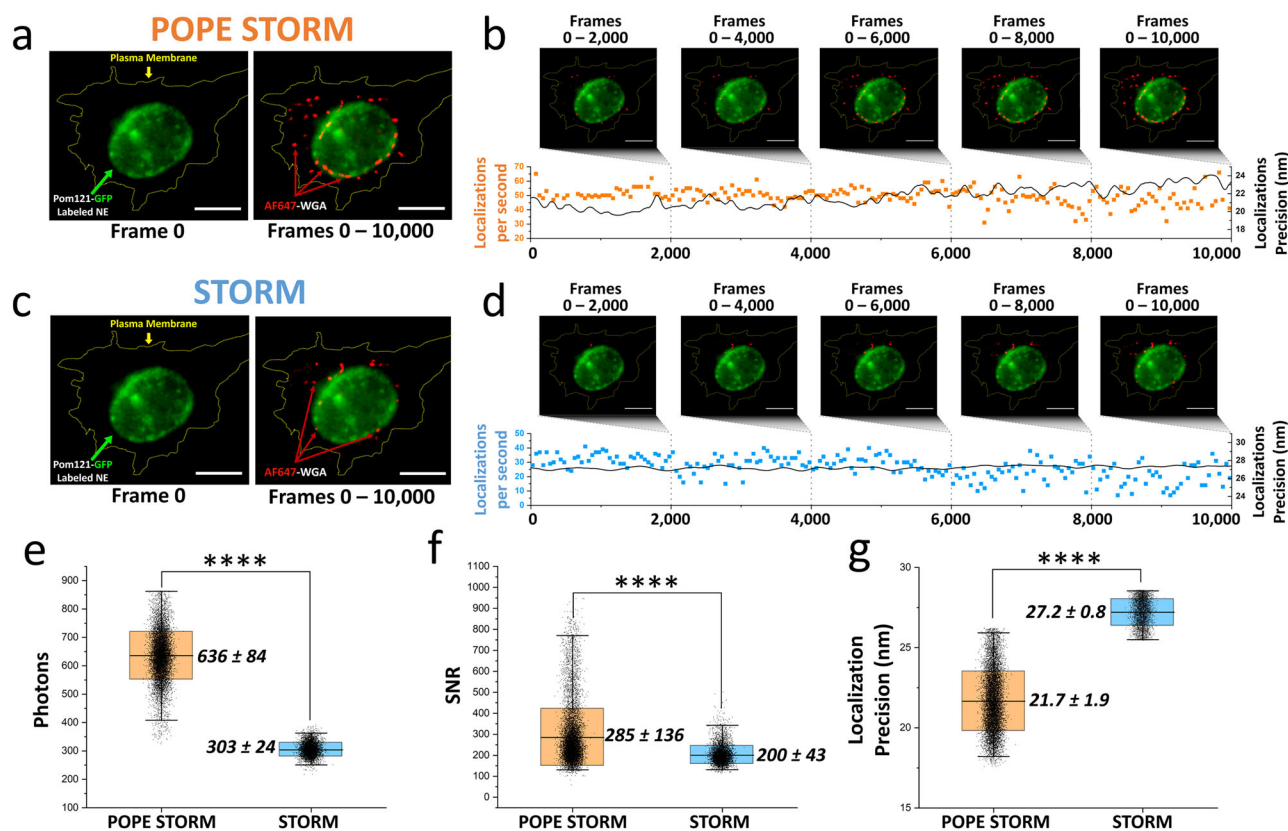 a
POPE STORM
Plasma Membrane
Pom121-GFP
Labeled NE
AF647-WGA
Frame 0
Frames 0 – 10,000
b
Frames
0 – 2,000
Frames
0 – 4,000
Frames
0 – 6,000
Frames
0 – 8,000
Frames
0 – 10,000
Localizations
per second
70
60
50
40
30
20
24
22
20
18
Localizations
Precision (nm)
0
2,000
4,000
6,000
8,000
10,000
c
STORM
Plasma Membrane
Pom121-GFP
Labeled NE
AF647-WGA
Frame 0
Frames 0 – 10,000
d
Frames
0 – 2,000
Frames
0 – 4,000
Frames
0 – 6,000
Frames
0 – 8,000
Frames
0 – 10,000
Localizations
per second
50
40
30
20
10
0
30
28
26
24
Localizations
Precision (nm)
0
2,000
4,000
6,000
8,000
10,000
e
Photons
900
800
700
600
500
400
300
200
100
****
636 ± 84
303 ± 24
POPE STORM
STORM
f
SNR
1100
1000
900
800
700
600
500
400
300
200
100
0
****
285 ± 136
200 ± 43
POPE STORM
STORM
g
Localization
Precision (nm)
30
25
20
15
****
21.7 ± 1.9
27.2 ± 0.8
POPE STORM
STORM